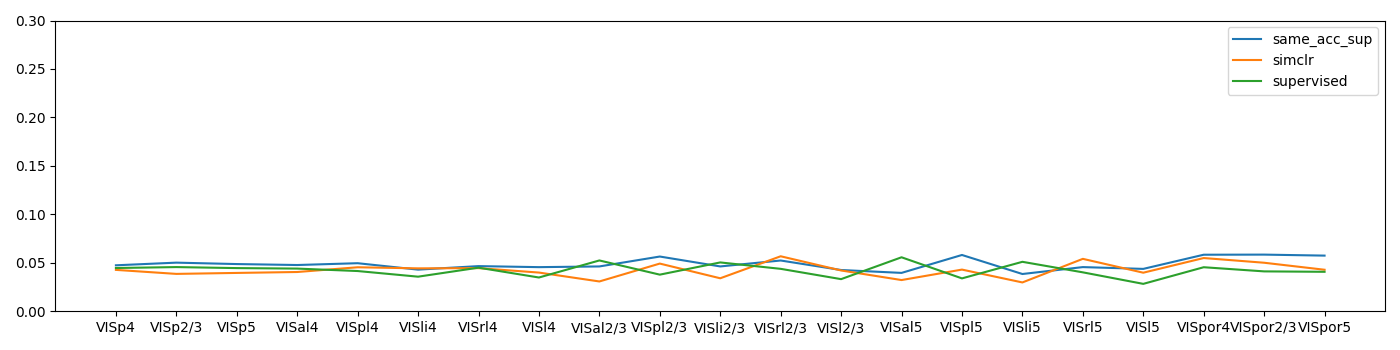 0.30
0.25
0.20
0.15
0.10
0.05
0.00
same_acc_sup
simclr
supervised
VISp4 VISp2/3 VISp5 VISal4 VISpl4 VISli4 VISrl4 VISl4 VISal2/3 VISpl2/3 VISli2/3 VISrl2/3 VISl2/3 VISal5 VISpl5 VISli5 VISrl5 VISl5 VISpor4 VISpor2/3 VISpor5